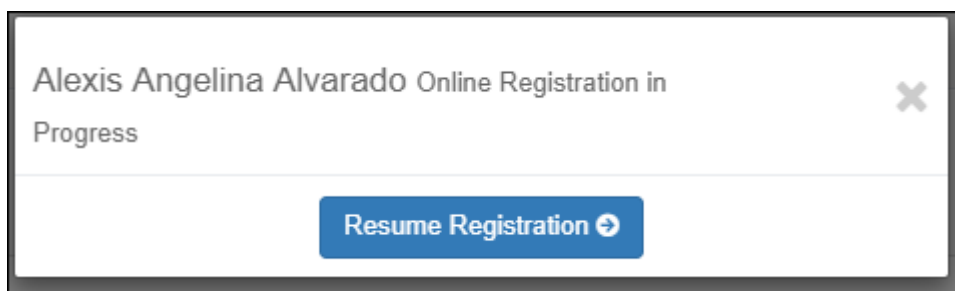 Alexis Angelina Alvarado Online Registration in
Progress
Resume Registration